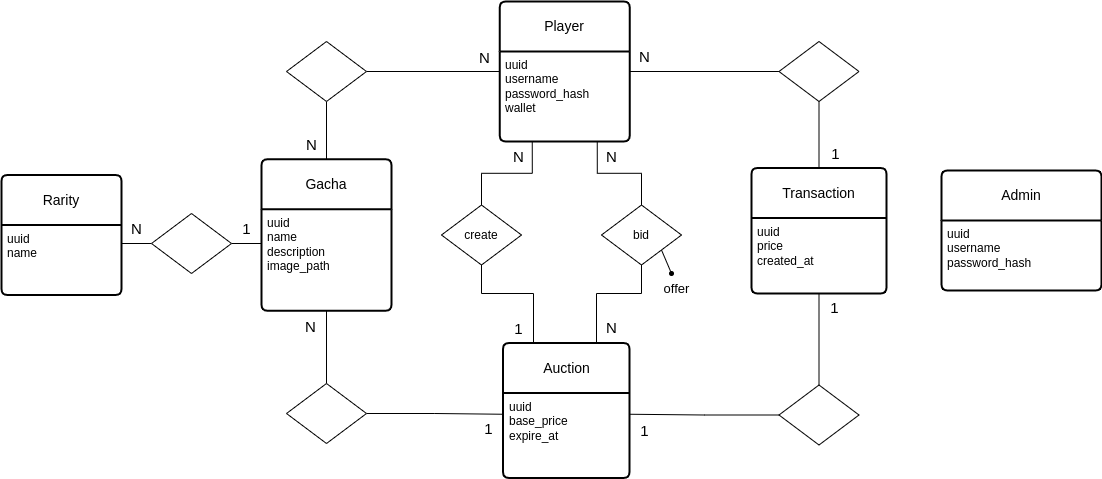 Player
uuid
username
password_hash
wallet
N
N
N
N
N
1
Rarity
uuid
name
N
1
Gacha
uuid
name
description
image_path
N
create
bid
offer
1
N
Transaction
uuid
price
created_at
1
Admin
uuid
username
password_hash
Auction
uuid
base_price
expire_at
1
1